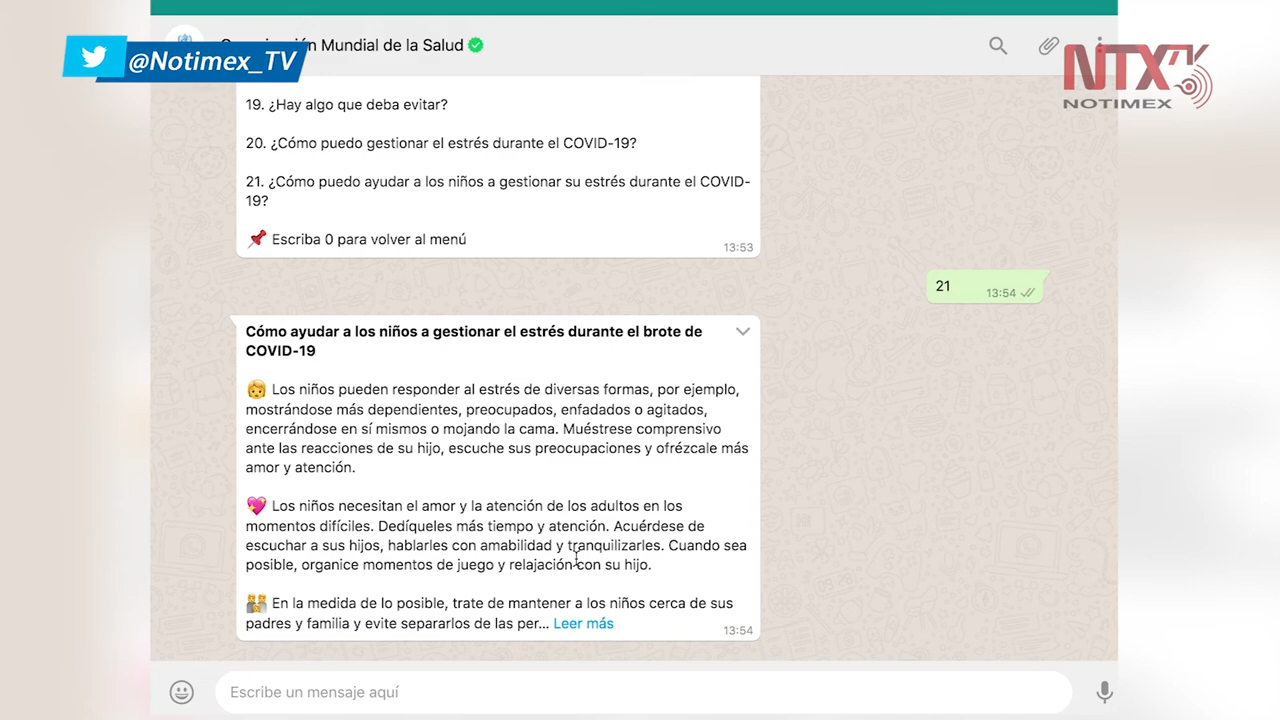 @Notimex_TV
Mundial de la Salud
NTXTV
NOTIMEX
19. ¿Hay algo que deba evitar?
20. ¿Cómo puedo gestionar el estrés durante el COVID-19?
21. ¿Cómo puedo ayudar a los niños a gestionar su estrés durante el COVID-
19?
Escriba 0 para volver al menú
13:53
21
13:54
Cómo ayudar a los niños a gestionar el estrés durante el brote de
COVID-19
Los niños pueden responder al estrés de diversas formas, por ejemplo,
mostrándose más dependientes, preocupados, enfadados o agitados,
encerrándose en sí mismos o mojando la cama. Muéstrese comprensivo
ante las reacciones de su hijo, escuche sus preocupaciones y ofrézcale más
amor y atención.
Los niños necesitan el amor y la atención de los adultos en los
momentos difíciles. Dedíqueles más tiempo y atención. Acuérdese de
escuchar a sus hijos, hablarles con amabilidad y tranquilizarles. Cuando sea
posible, organice momentos de juego y relajación con su hijo.
En la medida de lo posible, trate de mantener a los niños cerca de sus
padres y familia y evite separarlos de las per... Leer más
13:54
Escribe un mensaje aquí